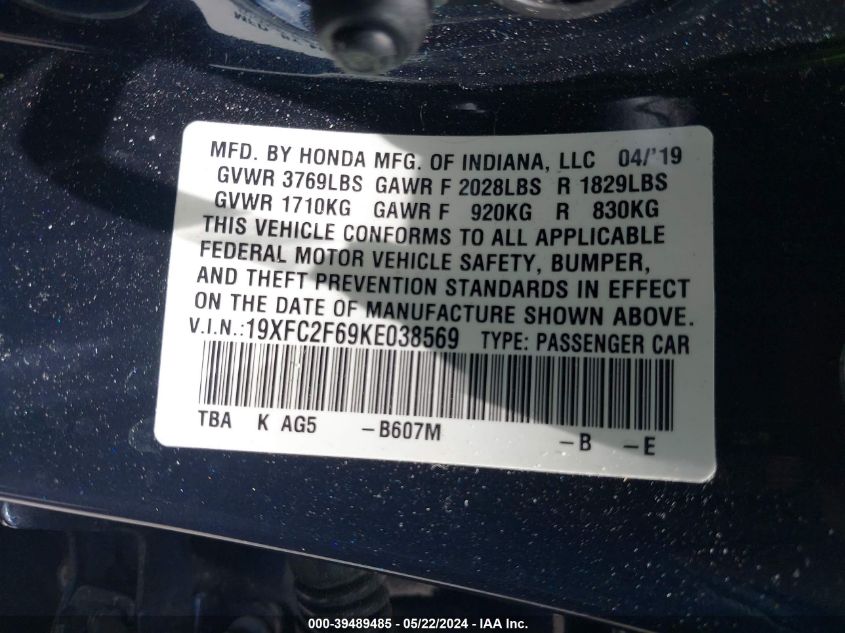 MFD. BY HONDA MFG. OF INDIANA, LLC 04/'19
GVWR 3769LBS GAWR F 2028LBS R 1829LBS
GVWR 1710KG GAWR F 920KG R 830KG
THIS VEHICLE CONFORMS TO ALL APPLICABLE
FEDERAL MOTOR VEHICLE SAFETY, BUMPER,
AND THEFT PREVENTION STANDARDS IN EFFECT
ON THE DATE OF MANUFACTURE SHOWN ABOVE.
V.I.N.:19XFC2F69KE038569 TYPE: PASSENGER CAR
TBA K AG5 -B607M -B -E
000-39489485 - 05/22/2024 - IAA Inc.